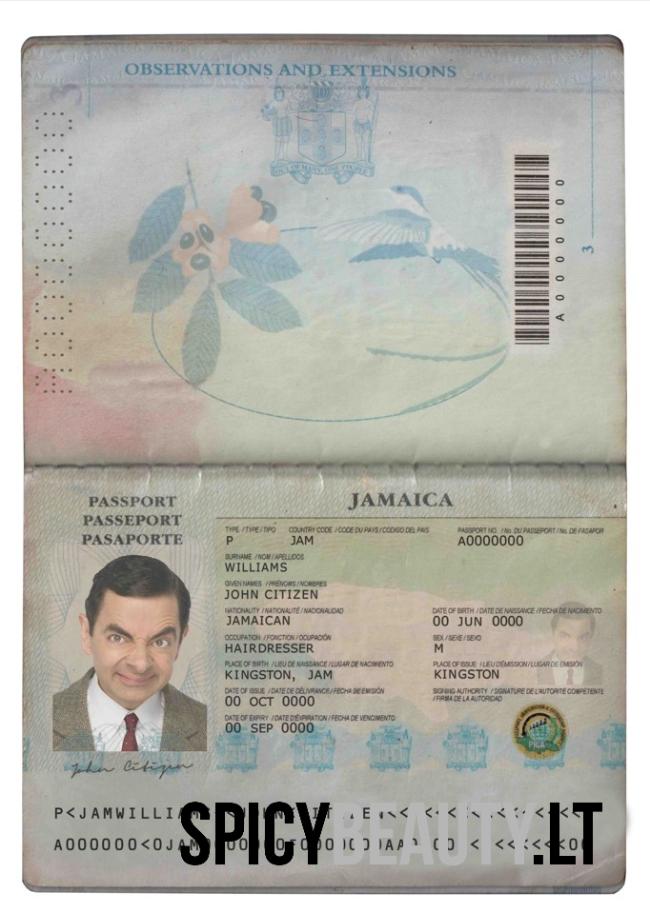 OBSERVATIONS AND EXTENSIONS
A0000000
3
PASSPORT
PASSEPORT
PASAPORTE
JAMAICA
TYPE / TYPE / TIPO COUNTRY CODE / CODE DU PAYS / CODIGO DEL PAIS PASSPORT NO. / No. DU PASSEPORT / No. DE PASAPOR
P JAM A0000000
SURNAME / NOM / APELLIDOS
WILLIAMS
GIVEN NAMES / PRÉNOMS / NOMBRES
JOHN CITIZEN
NATIONALITY / NATIONALITÉ / NACIONALIDAD DATE OF BIRTH / DATE DE NAISSANCE / FECHA DE NACIMIENTO
JAMAICAN 00 JUN 0000
OCCUPATION / FONCTION / OCUPACIÓN SEX / SEXE / SEXO
HAIRDRESSER M
PLACE OF BIRTH / LIEU DE NAISSANCE / LUGAR DE NACIMIENTO PLACE OF ISSUE / LIEU D'ÉMISSION / LUGAR DE EMISIÓN
KINGSTON, JAM KINGSTON
DATE OF ISSUE / DATE DE DÉLIVRANCE / FECHA DE EMISIÓN SIGNING AUTHORITY / SIGNATURE DE L'AUTORITÉ COMPETENTE
00 OCT 0000 / FIRMA DE LA AUTORIDAD
DATE OF EXPIRY / DATE D'EXPIRATION / FECHA DE VENCIMIENTO
00 SEP 0000
PICA
John Citizen
P<JAMWILLIA
A000000<0JAM
SPICYBEAUTY.LT